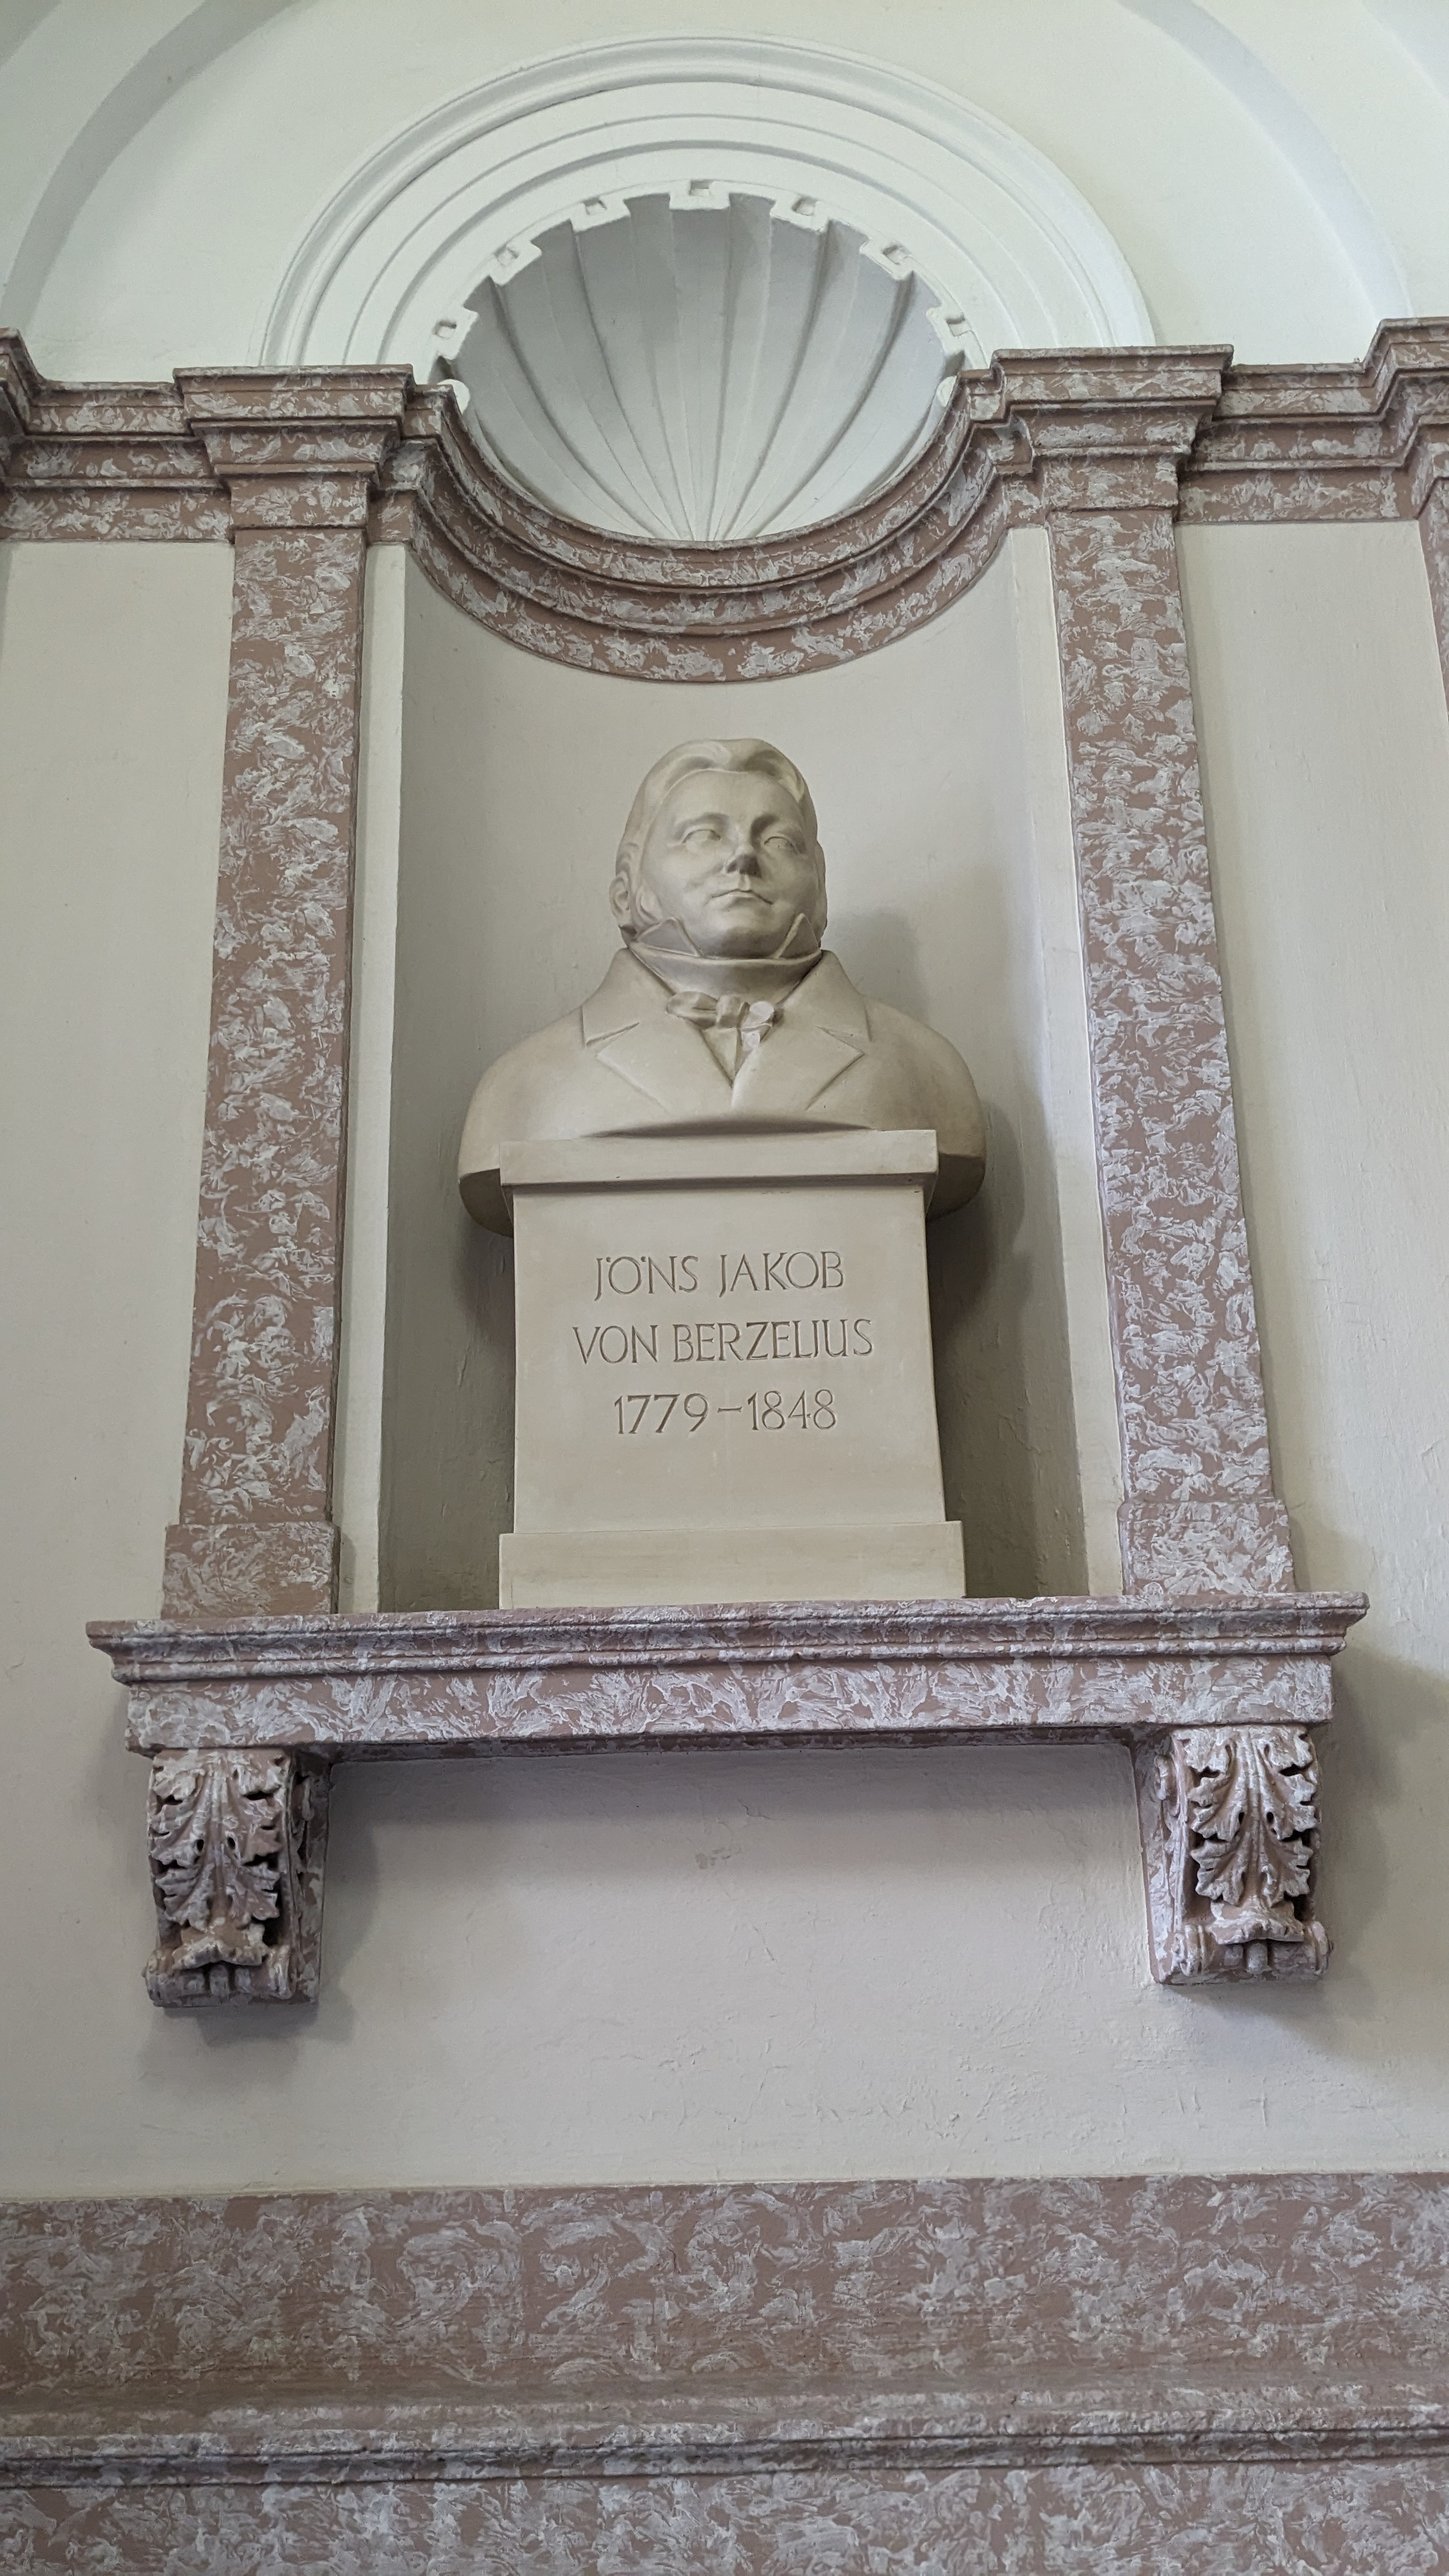 JÖNS JAKOB
VON BERZELIUS
1779–1848